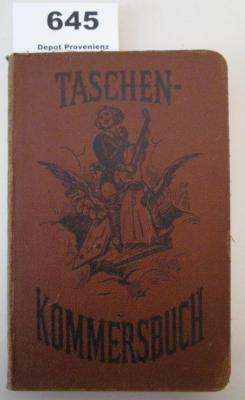 645
Depot Provenienz
TASCHEN-
KOMMERSBUCH